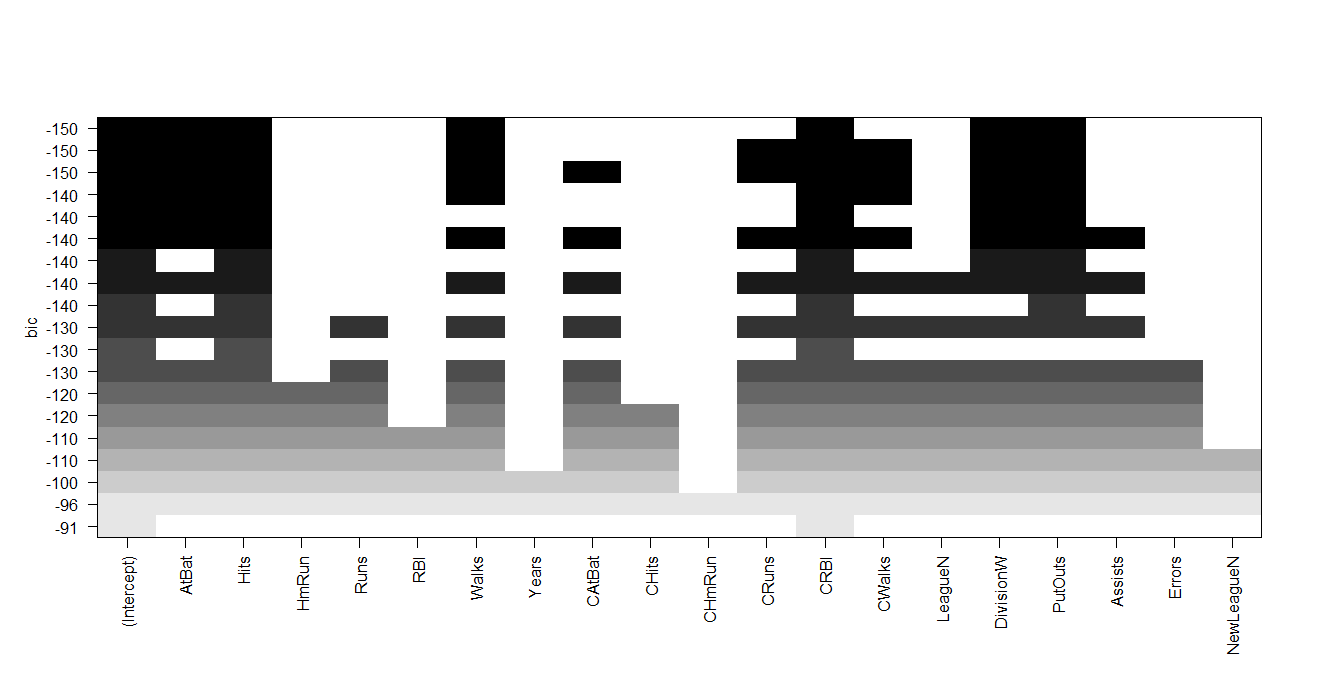 bic
-150
-150
-150
-140
-140
-140
-140
-140
-140
-130
-130
-130
-120
-120
-110
-110
-100
-96
-91
(Intercept)
AtBat
Hits
HmRun
Runs
RBI
Walks
Years
CAtBat
CHits
CHmRun
CRuns
CRBI
CWalks
LeagueN
DivisionW
PutOuts
Assists
Errors
NewLeagueN